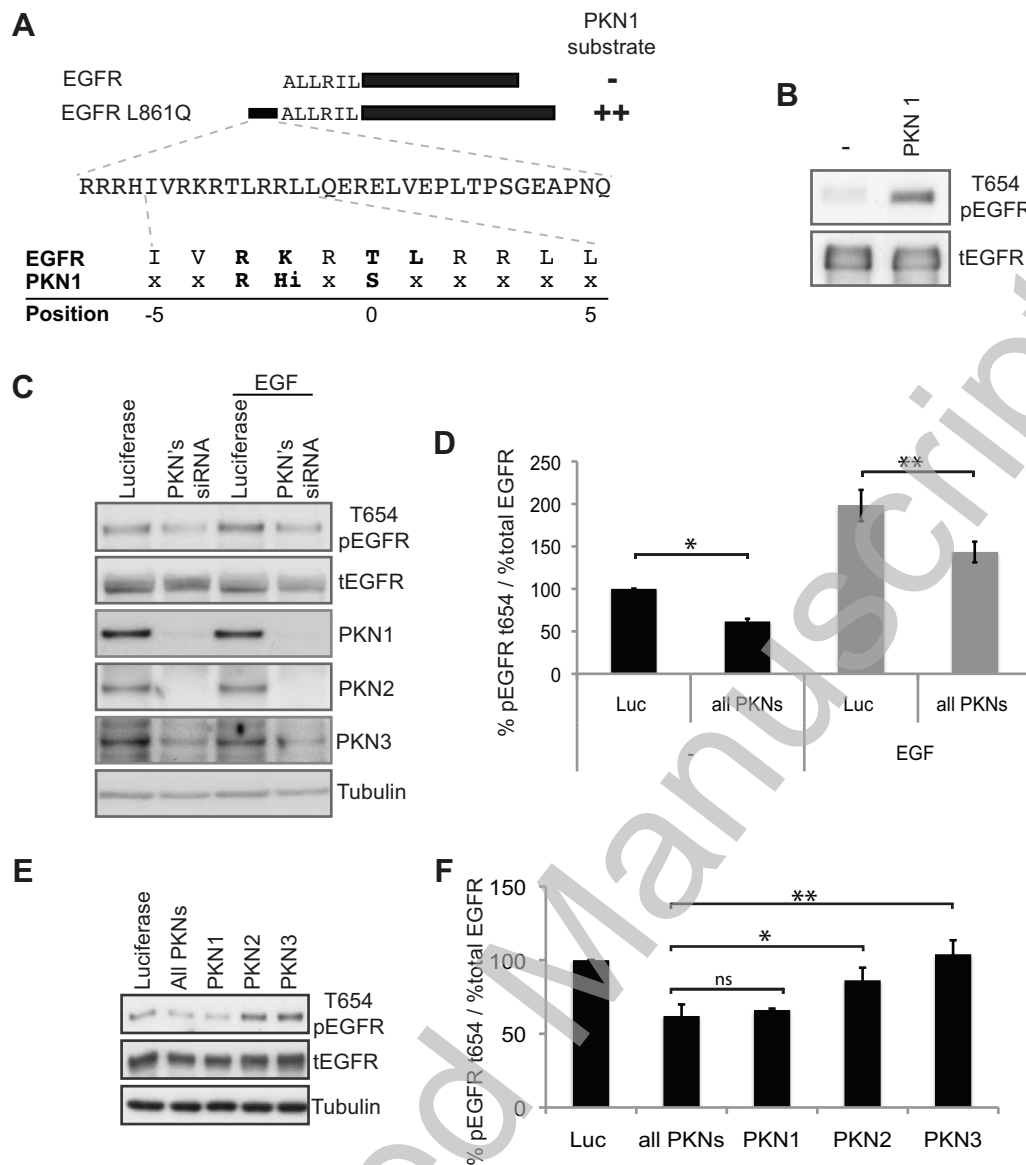 A
PKN1
substrate
EGFR ALLRIL -
EGFR L861Q ALLRIL ++
RRRHIVRKRTLRRLLQERELVEPLTPSGEAPNQ
EGFR I V R K R T L R R L L
PKN1 x x R Hi x S x x x x x
Position -5 0 5
B
- PKN 1
T654
pEGFR
tEGFR
C
EGF
Luciferase PKN's siRNA Luciferase PKN's siRNA
T654
pEGFR
tEGFR
PKN1
PKN2
PKN3
Tubulin
D
% pEGFR t654 / %total EGFR
250
200
150
100
50
0
* **
Luc all PKNs Luc all PKNs
- EGF
E
Luciferase All PKNs PKN1 PKN2 PKN3
T654
pEGFR
tEGFR
Tubulin
F
% pEGFR t654 / %total EGFR
150
100
50
0
**
*
ns
Luc all PKNs PKN1 PKN2 PKN3
ed Manuscript